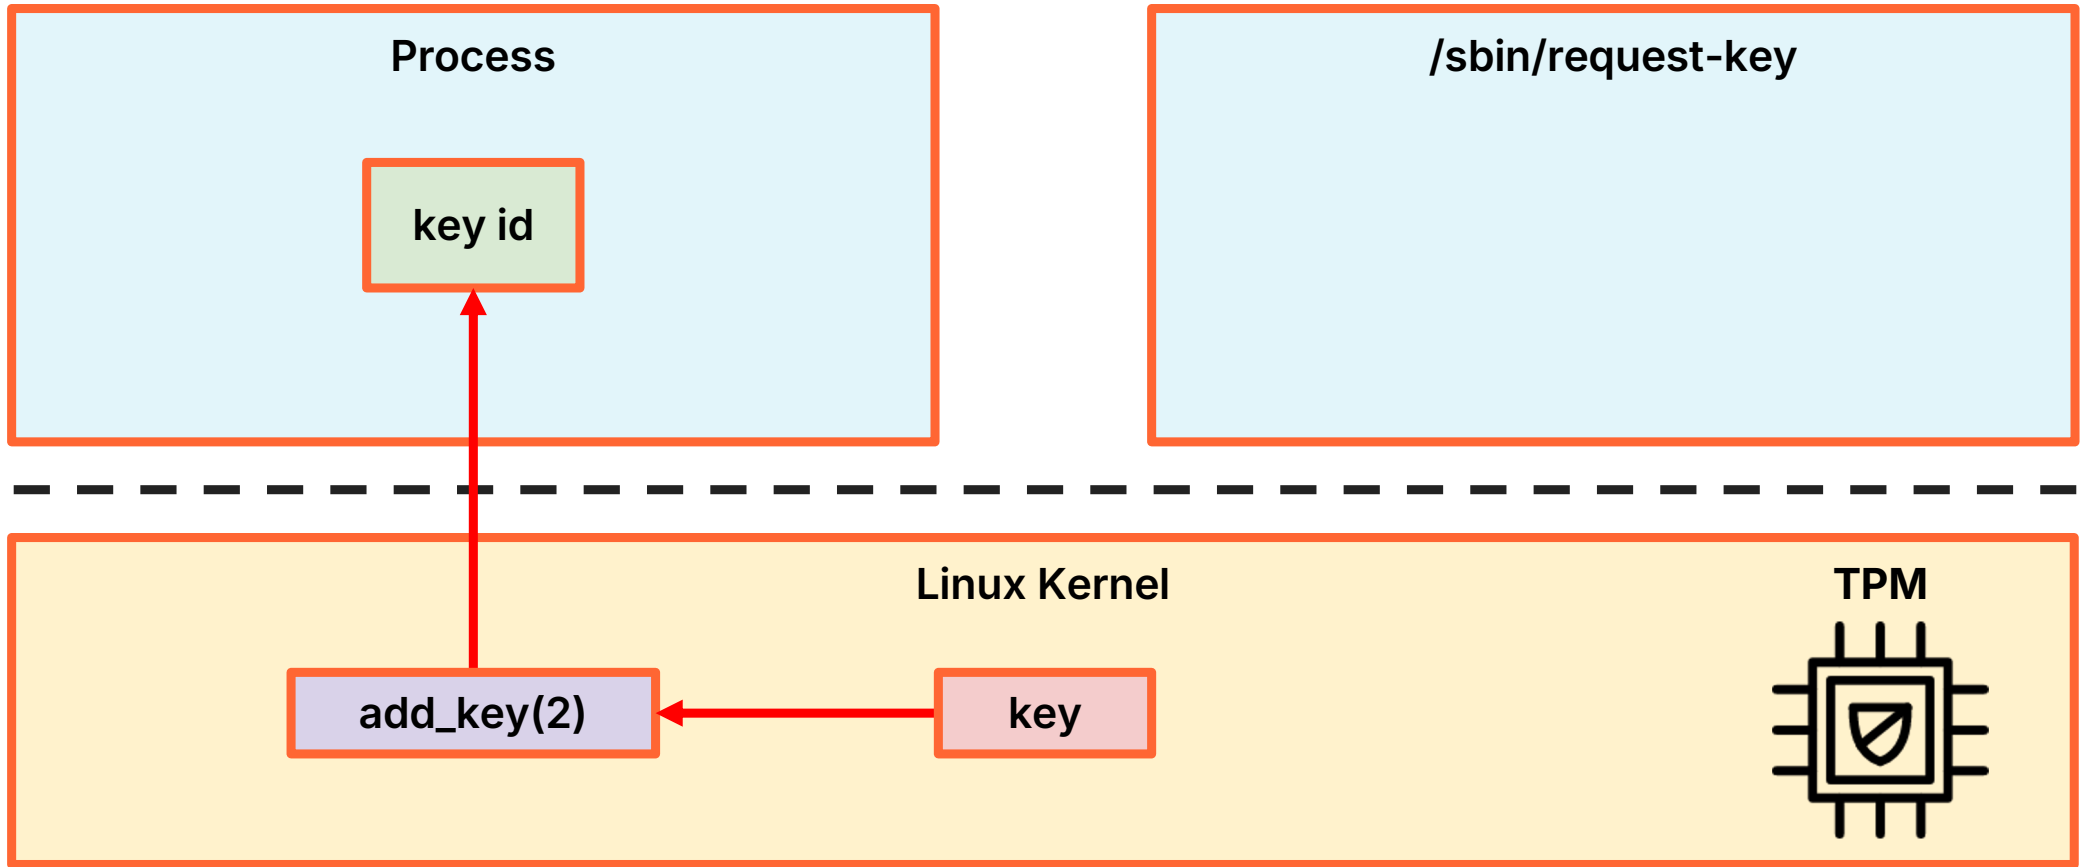 Process
/sbin/request-key
key id
Linux Kernel
TPM
add_key(2)
key